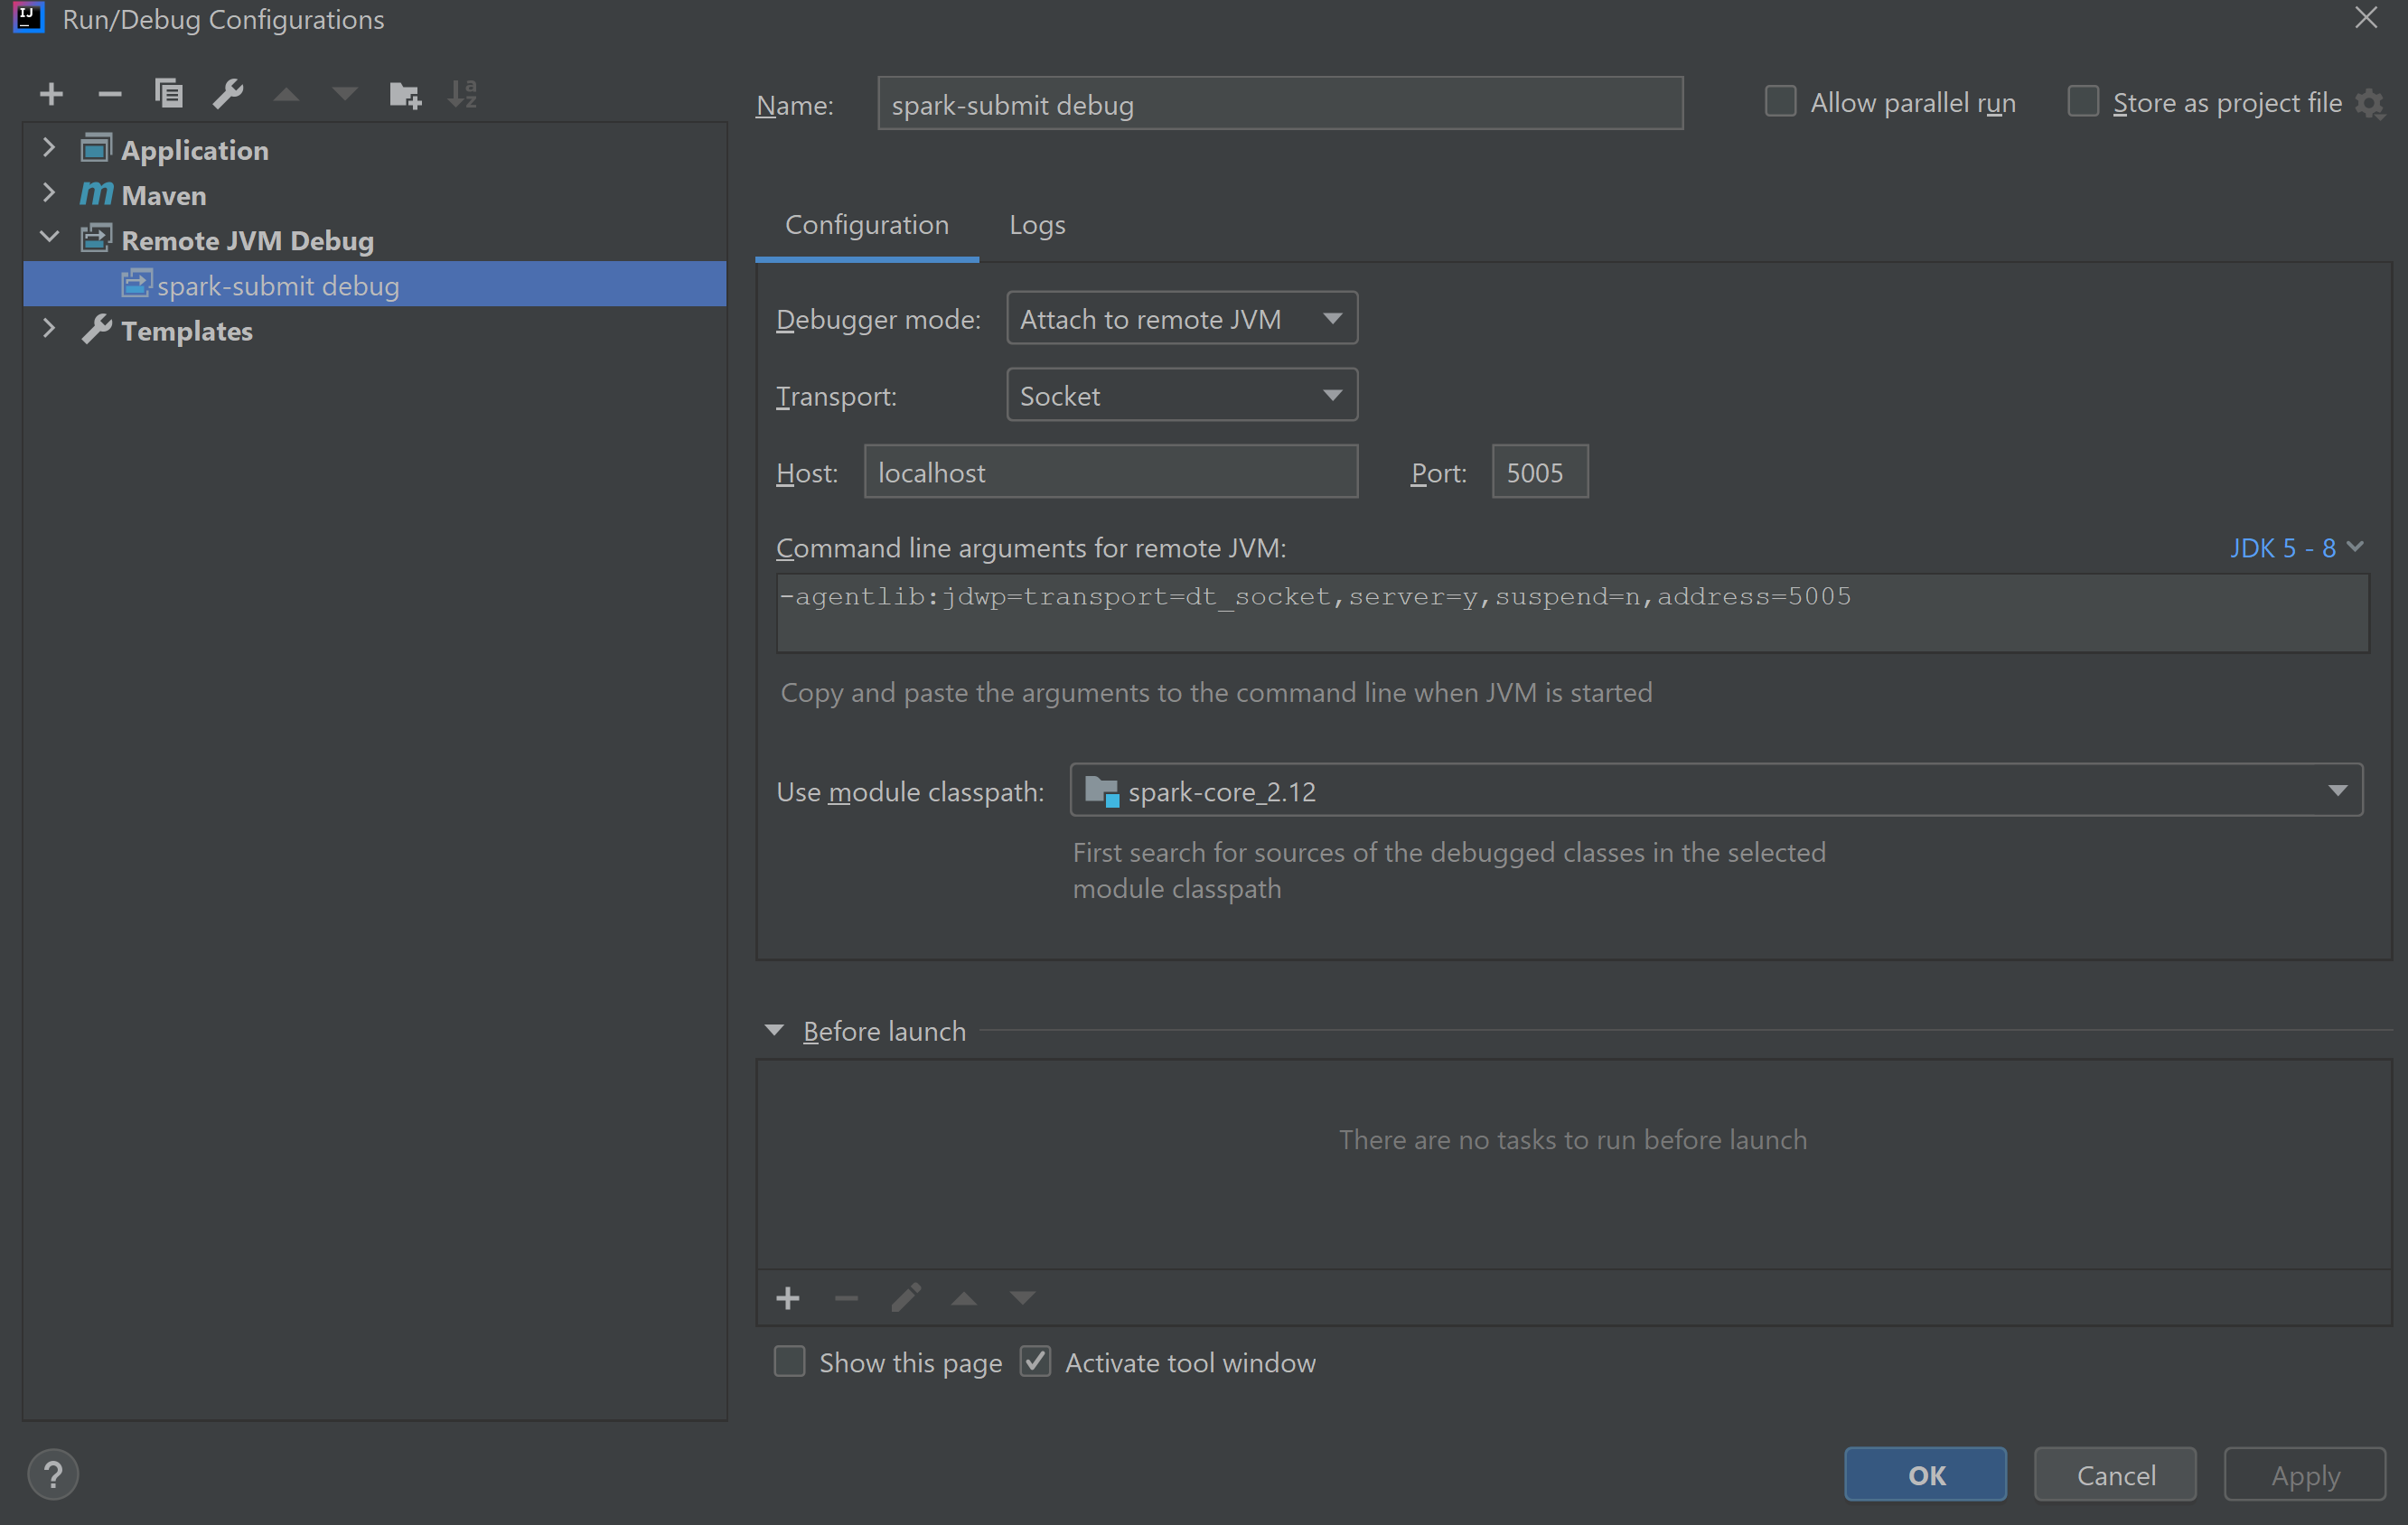 IJ
Run/Debug Configurations
Application
m Maven
Remote JVM Debug
spark-submit debug
Templates
Name: spark-submit debug
Allow parallel run
Store as project file
Configuration Logs
Debugger mode: Attach to remote JVM
Transport: Socket
Host: localhost Port: 5005
Command line arguments for remote JVM: JDK 5 - 8
-agentlib:jdwp=transport=dt_socket,server=y,suspend=n,address=5005
Copy and paste the arguments to the command line when JVM is started
Use module classpath: spark-core_2.12
First search for sources of the debugged classes in the selected
module classpath
Before launch
There are no tasks to run before launch
Show this page Activate tool window
?
OK Cancel Apply